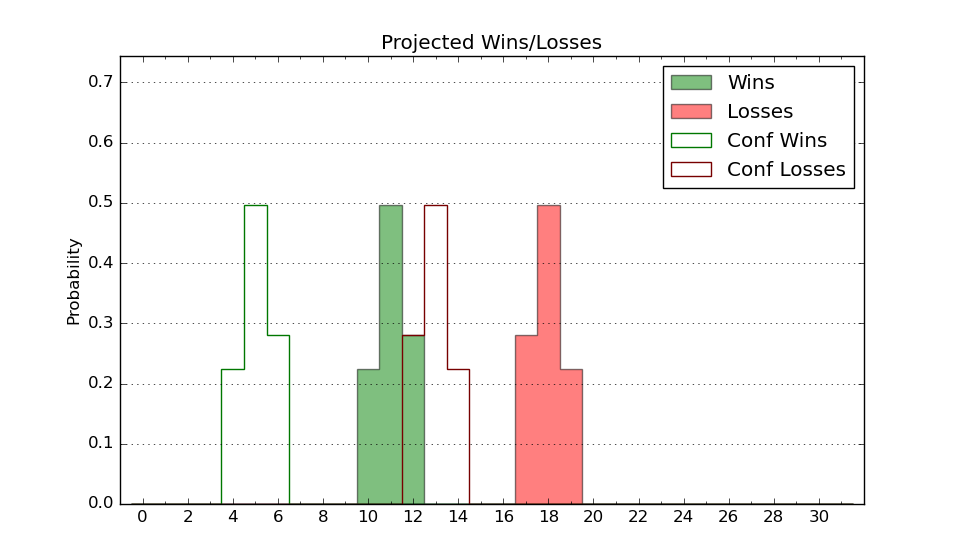 Projected Wins/Losses
Wins
Losses
Conf Wins
Conf Losses
Probability
0.7
0.6
0.5
0.4
0.3
0.2
0.1
0.0
0 2 4 6 8 10 12 14 16 18 20 22 24 26 28 30